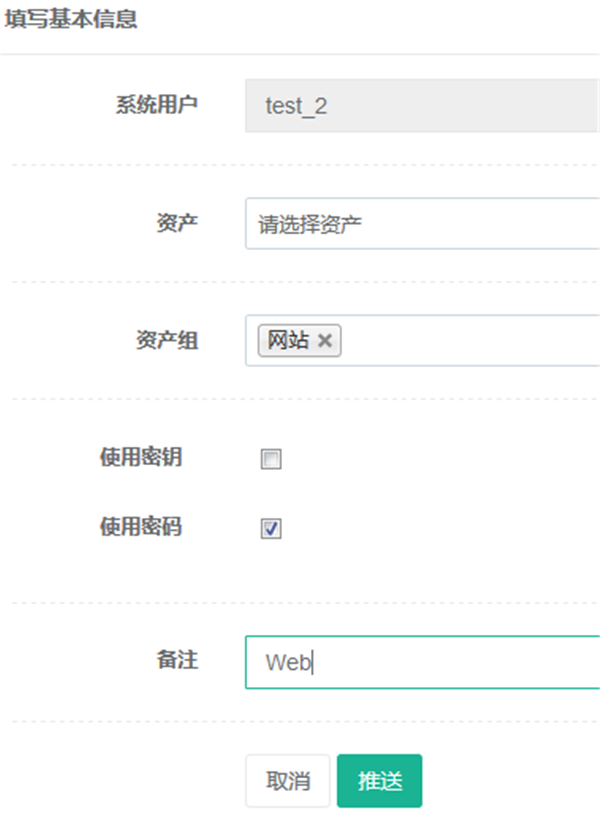 填写基本信息
系统用户 test_2
资产 请选择资产
资产组 网站 ×
使用密钥
使用密码
备注 Web
取消 推送